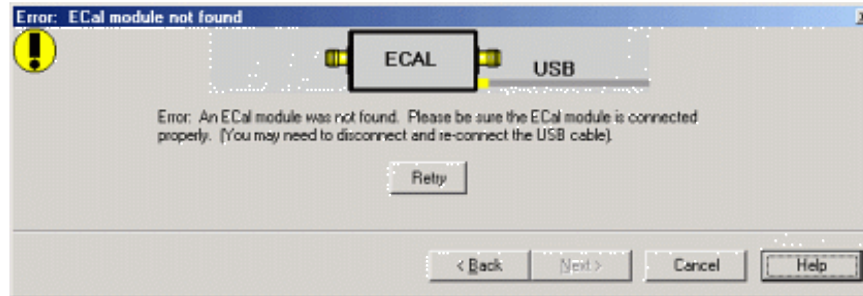 Error: ECal module not found
ECAL
USB
Error: An ECal module was not found. Please be sure the ECal module is connected
properly. (You may need to disconnect and re-connect the USB cable).
Retry
< Back
Next >
Cancel
Help